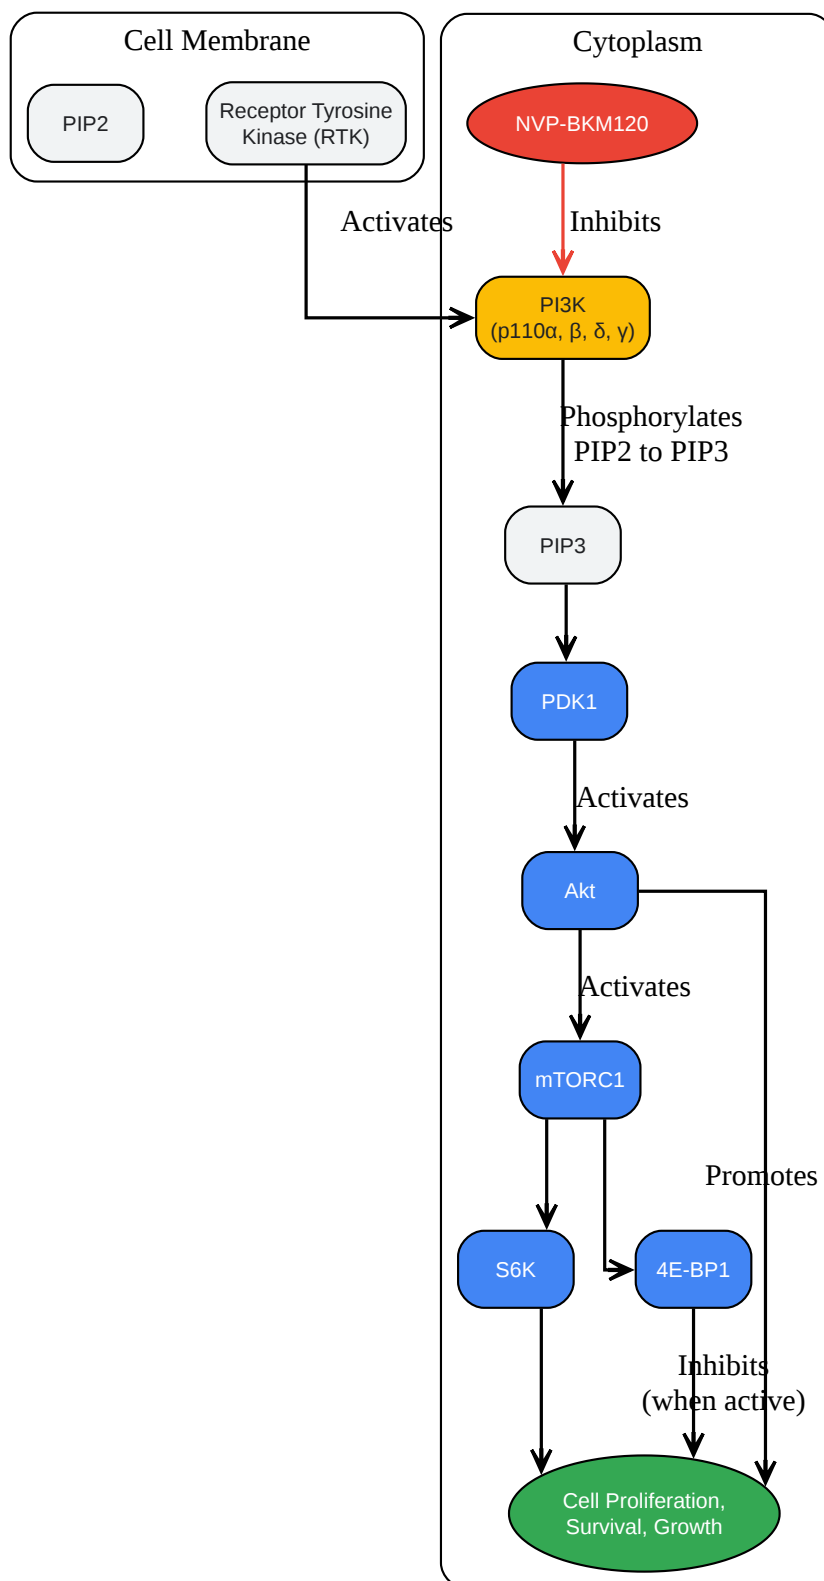 Cell Membrane
PIP2
Receptor Tyrosine
Kinase (RTK)
Cytoplasm
NVP-BKM120
Activates
Inhibits
PI3K
(p110α, β, δ, γ)
Phosphorylates
PIP2 to PIP3
PIP3
PDK1
Activates
Akt
Activates
mTORC1
Promotes
S6K
4E-BP1
Inhibits
(when active)
Cell Proliferation,
Survival, Growth